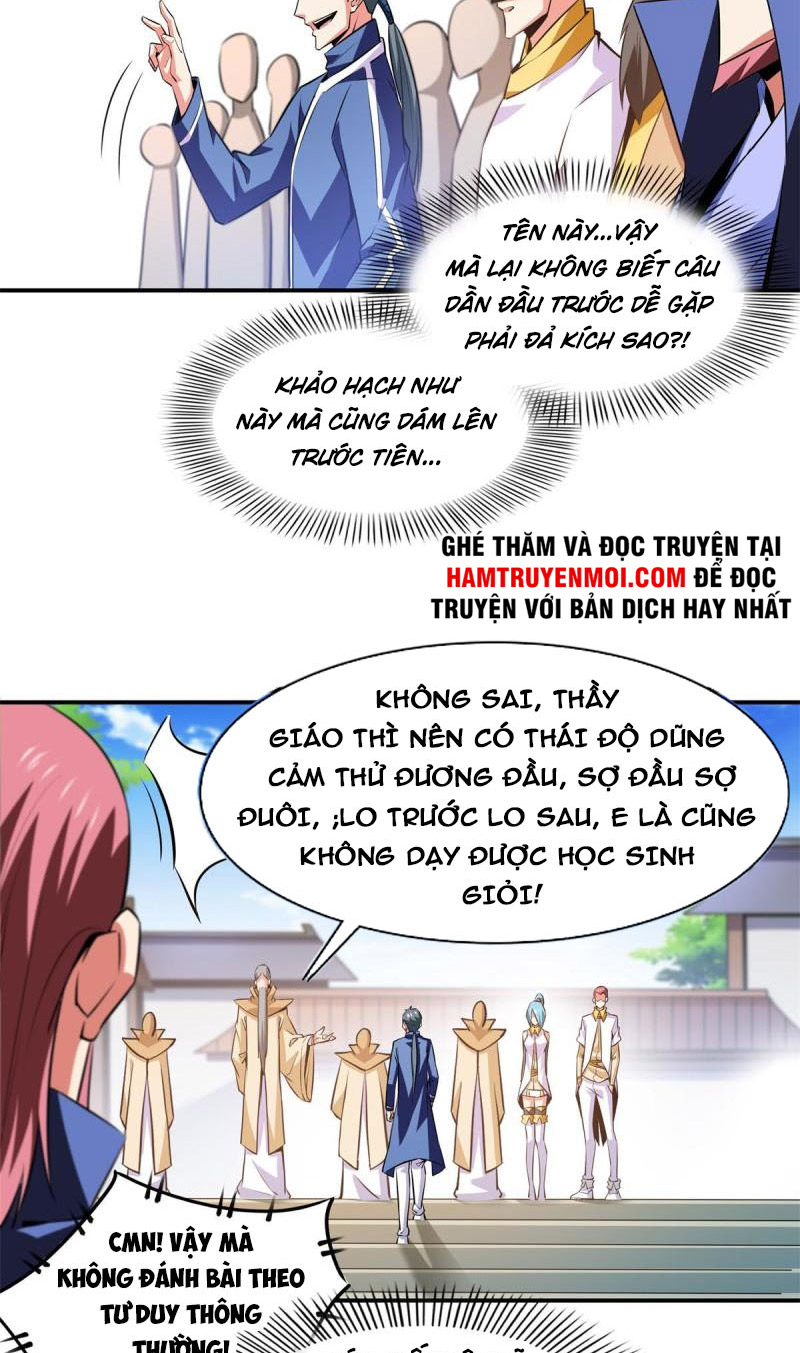 TÊN NÀY...VẬY
MÀ LẠI KHÔNG BIẾT CÂU
DẪN ĐẦU TRƯỚC DỄ GẶP
PHẢI ĐẢ KÍCH SAO?!
KHẢO HẠCH NHƯ
NÀY MÀ CŨNG DÁM LÊN
TRƯỚC TIÊN...
GHÉ THĂM VÀ ĐỌC TRUYỆN TẠI
HAMTRUYENMOI.COM ĐỂ ĐỌC
TRUYỆN VỚI BẢN DỊCH HAY NHẤT
KHÔNG SAI, THẦY
GIÁO THÌ NÊN CÓ THÁI ĐỘ DŨNG
CẢM THỬ ĐƯƠNG ĐẦU, SỢ ĐẦU SỢ
ĐUÔI, ;LO TRƯỚC LO SAU, E LÀ CŨNG
KHÔNG DẠY ĐƯỢC HỌC SINH
GIỎI!
CMN! VẬY MÀ
KHÔNG ĐÁNH BÀI THEO
TƯ DUY THÔNG
THƯỜNG!